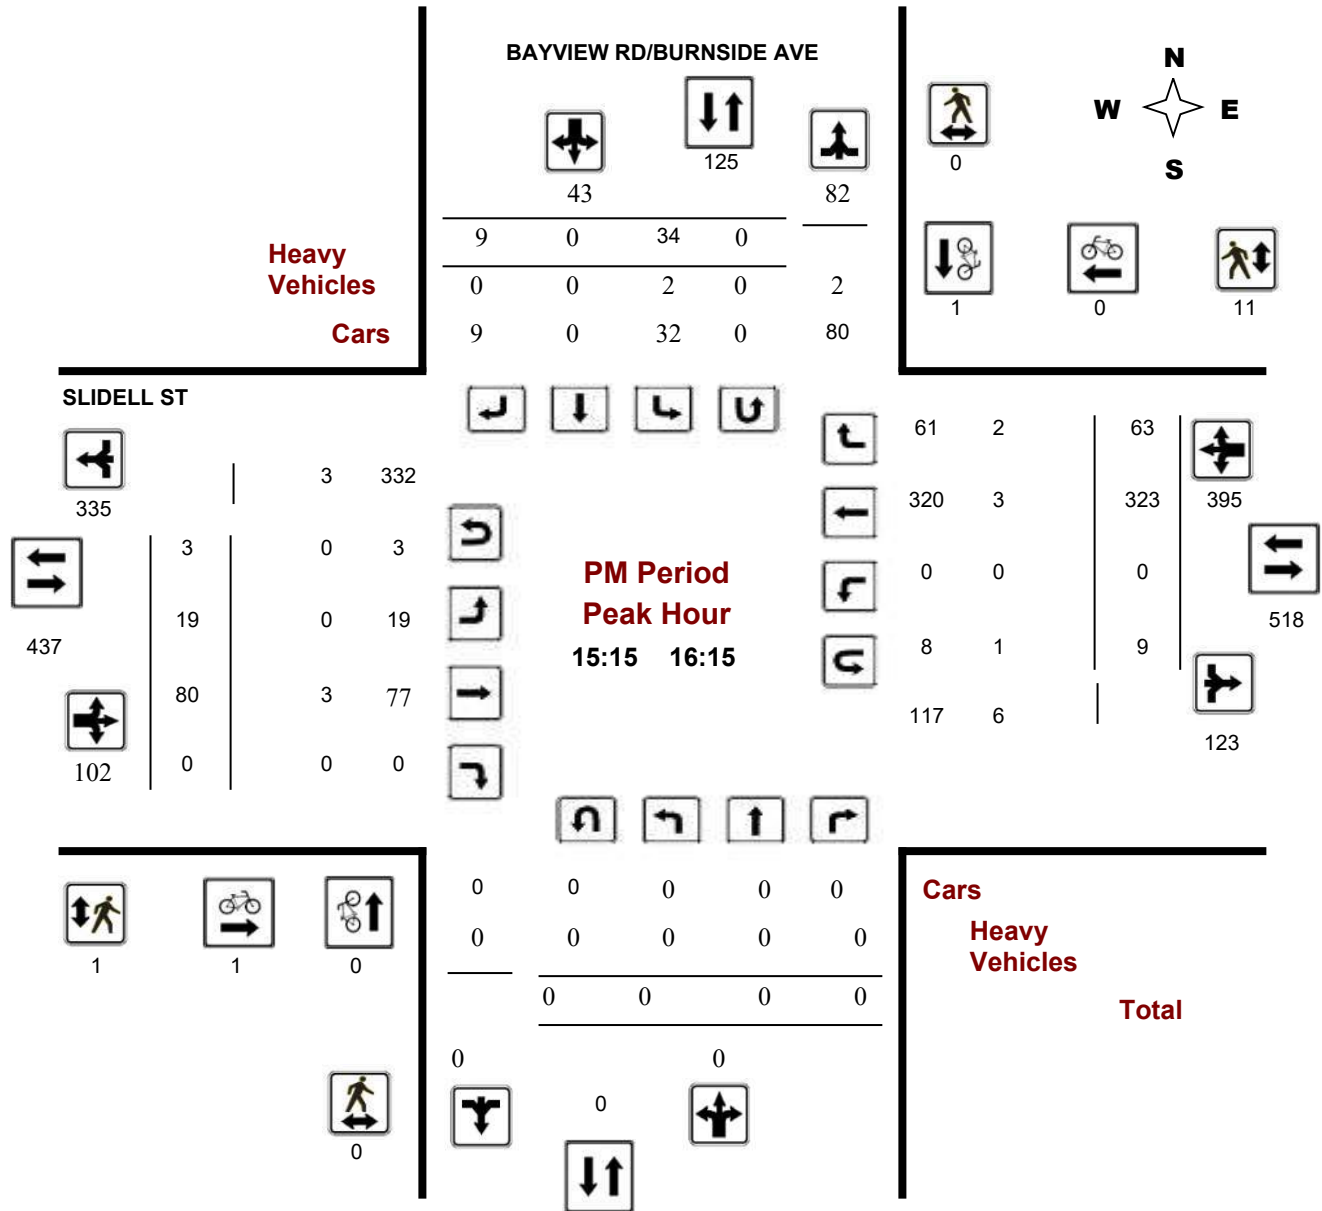 BAYVIEW RD/BURNSIDE AVE
N
W E
S
125
0
43 82
9 0 34 0
Heavy
Vehicles
0 0 2 0 2
1 0 11
Cars
9 0 32 0 80
SLIDELL ST
61 2 63
3 332
335
320 3 323 395
3 0 3
PM Period
0 0 0
Peak Hour
19 0 19
518
437
15:15 16:15
8 1 9
80 3 77
117 6
123
102 0 0 0
0 0 0 0 0
Cars
0 0 0 0 0
Heavy
Vehicles
1 1 0
0 0 0 0
Total
0 0
0
0